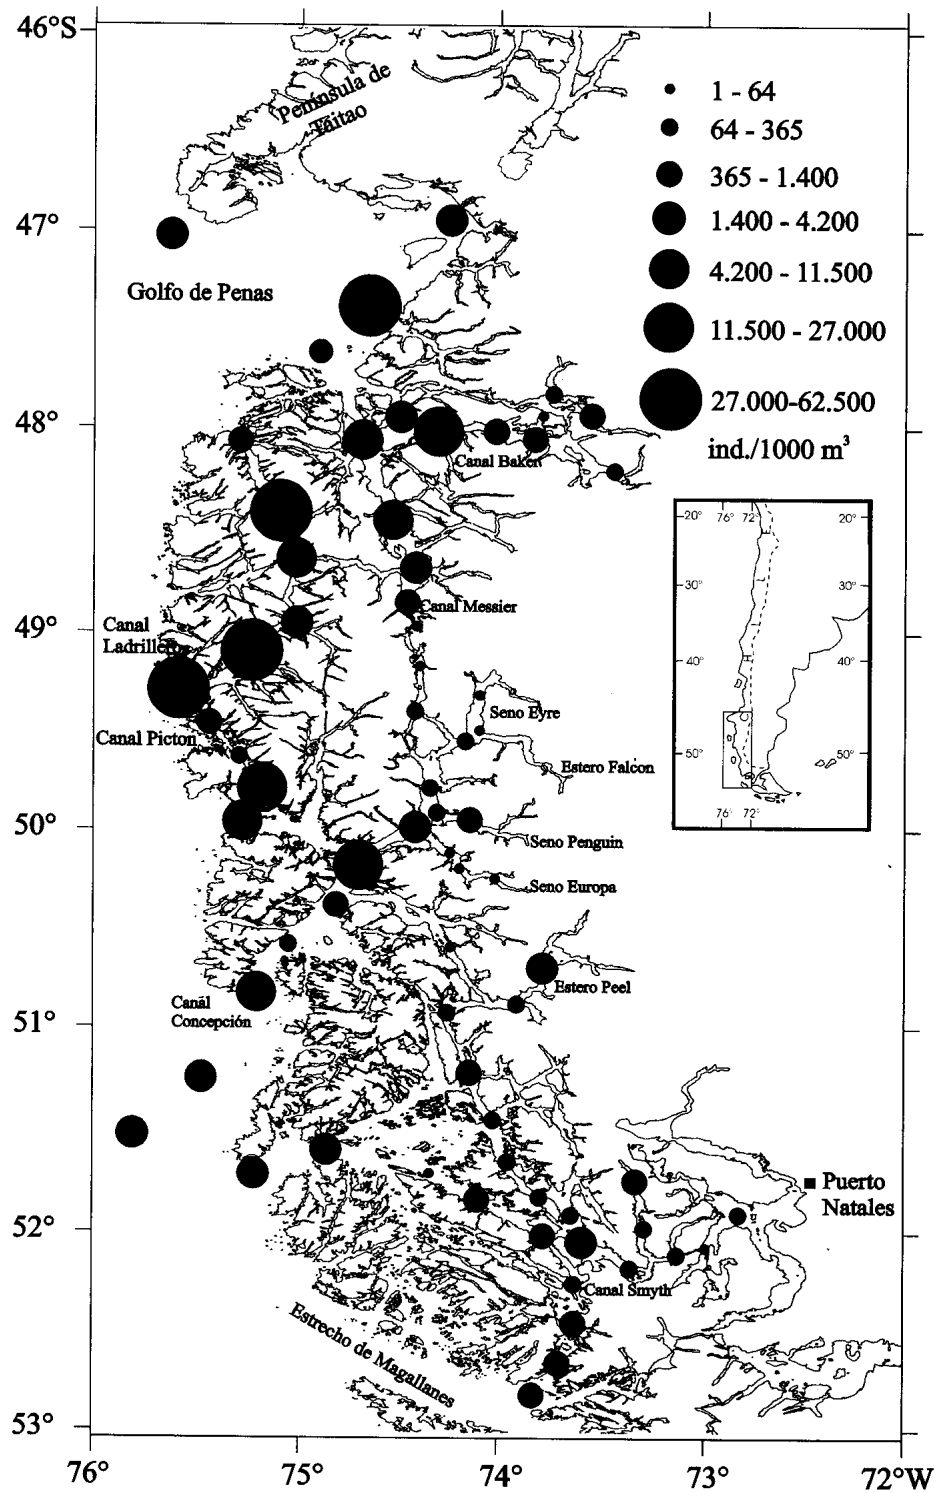 46°S
Península de
Táitao
1 - 64
64 - 365
365 - 1.400
1.400 - 4.200
4.200 - 11.500
11.500 - 27.000
27.000-62.500
ind./1000 m³
47°
Golfo de Penas
48°
Canal Baker
76° 72°
20° 20°
30° 30°
40° 40°
50° 50°
76° 72°
Canal Messier
49°
Canal
Ladrillero
Seno Eyre
Canal Picton
Estero Falcon
50°
Seno Penguin
Seno Europa
Estero Peel
Canal
Concepción
51°
Puerto
Natales
52°
Canal Smyth
Estrecho de Magallanes
53°
76° 75° 74° 73° 72°W